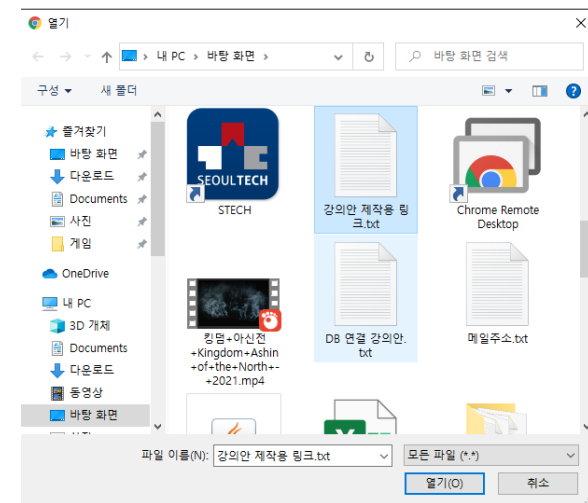 열기
내 PC › 바탕 화면 ›
바탕 화면 검색
구성
새 폴더
즐겨찾기
바탕 화면
다운로드
Documents
사진
게임
OneDrive
내 PC
3D 개체
Documents
다운로드
동영상
바탕 화면
SEOULTECH
STECH
강의안 제작용 링
크.txt
Chrome Remote
Desktop
킹덤+아신전
+Kingdom+Ashin
+of+the+North+-
+2021.mp4
DB 연결 강의안.
txt
메일주소.txt
파일 이름(N):
강의안 제작용 링크.txt
모든 파일 (*.*)
열기(O)
취소